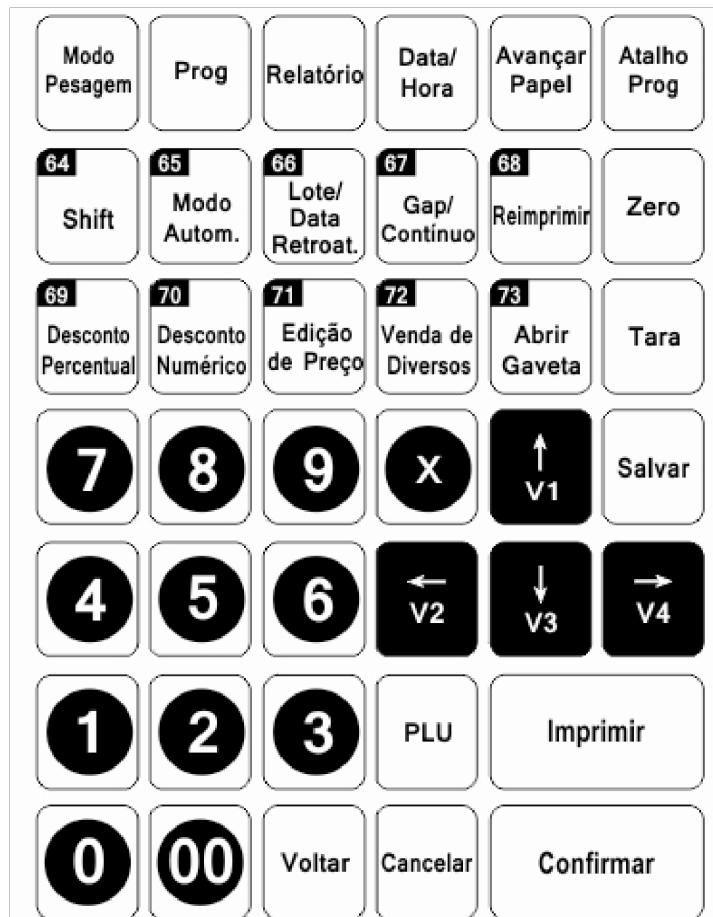 Modo
Pesagem
Prog
Relatório
Data/
Hora
Avançar
Papel
Atalho
Prog
64
Shift
65
Modo
Autom.
66
Lote/
Data
Retroat.
67
Gap/
Contínuo
68
Reimprimir
Zero
69
Desconto
Percentual
70
Desconto
Numérico
71
Edição
de Preço
72
Venda de
Diversos
73
Abrir
Gaveta
Tara
7
8
9
X
↑
V1
Salvar
4
5
6
←
V2
↓
V3
→
V4
1
2
3
PLU
Imprimir
0
00
Voltar
Cancelar
Confirmar